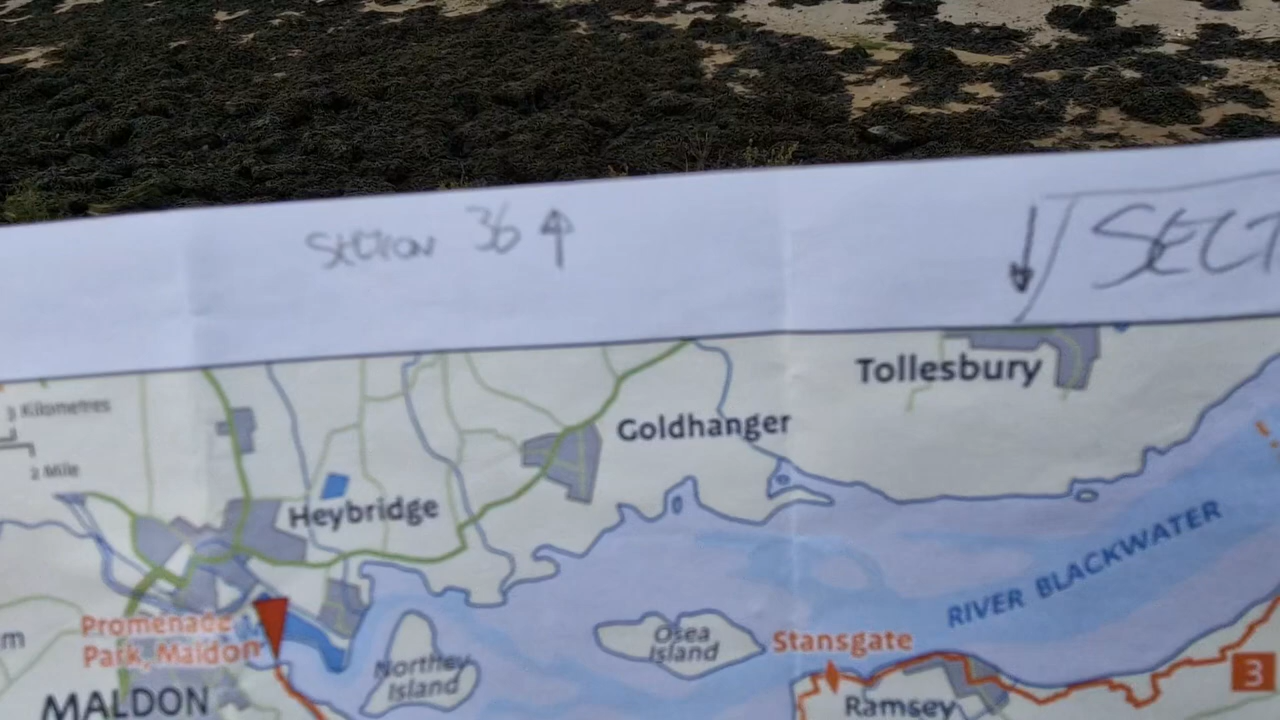 SECTION 36 ↑
↓ SECT
Tollesbury
3 Kilometres
Goldhanger
2 Mile
Heybridge
RIVER BLACKWATER
Promenade
Park, Maldon
Osea
Island
Stansgate
m
Northey
Island
3
MALDON
Ramsey